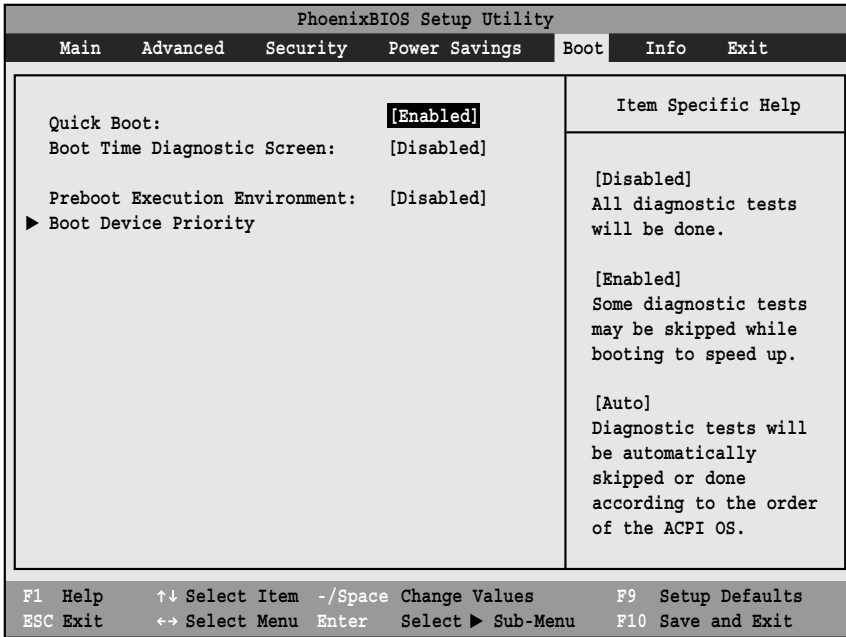 PhoenixBIOS Setup Utility
Main Advanced Security Power Savings Boot Info Exit
Quick Boot: [Enabled]
Boot Time Diagnostic Screen: [Disabled]
Preboot Execution Environment: [Disabled]
▶ Boot Device Priority
Item Specific Help
[Disabled]
All diagnostic tests
will be done.
[Enabled]
Some diagnostic tests
may be skipped while
booting to speed up.
[Auto]
Diagnostic tests will
be automatically
skipped or done
according to the order
of the ACPI OS.
F1 Help ↑↓ Select Item -/Space Change Values F9 Setup Defaults
ESC Exit ←→ Select Menu Enter Select ▶ Sub-Menu F10 Save and Exit